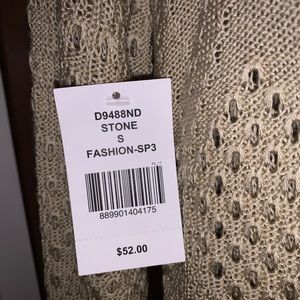 D9488ND
STONE
S
FASHION-SP3
889901404175
$52.00